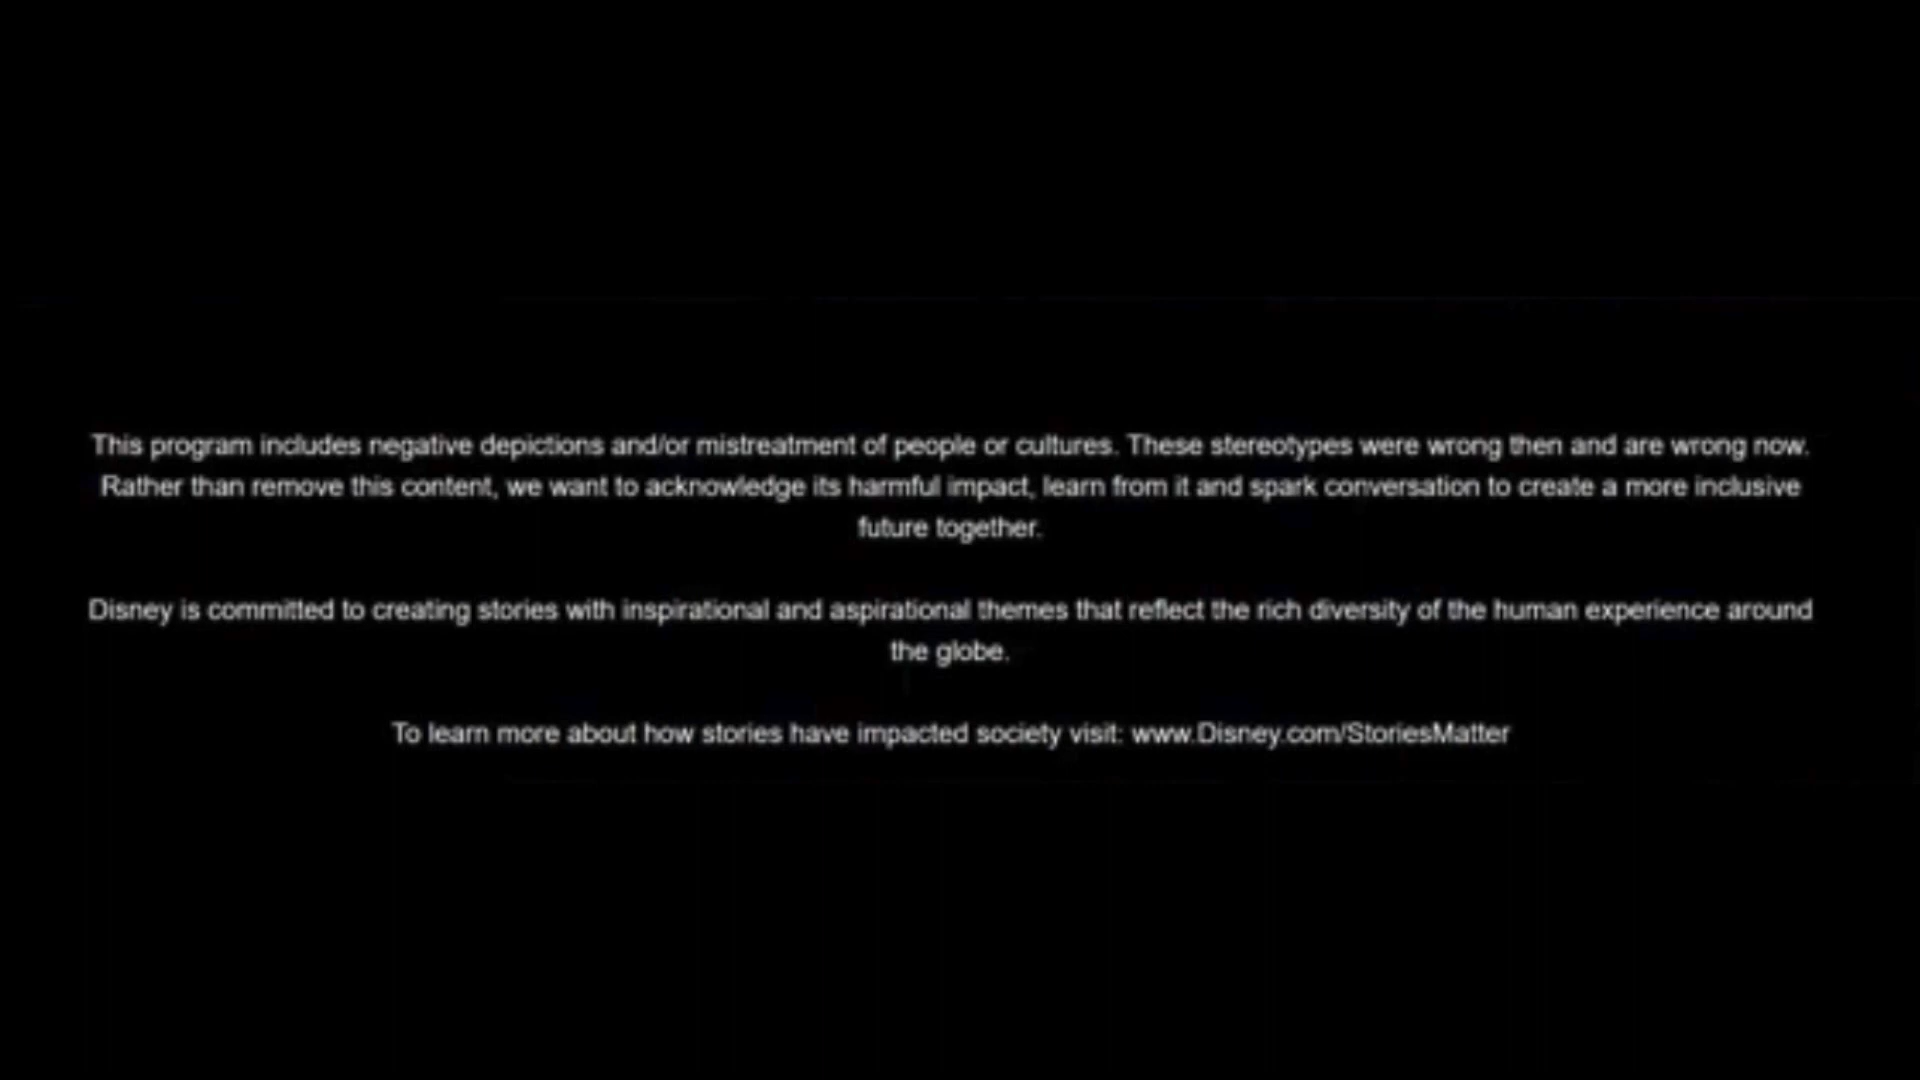 This program includes negative depictions and/or mistreatment of people or cultures. These stereotypes were wrong then and are wrong now.
Rather than remove this content, we want to acknowledge its harmful impact, learn from it and spark conversation to create a more inclusive
future together.
Disney is committed to creating stories with inspirational and aspirational themes that reflect the rich diversity of the human experience around
the globe.
To learn more about how stories have impacted society visit: www.Disney.com/StoriesMatter